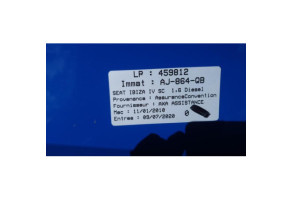 LP : 459812
Immat : AJ-864-QB
SEAT IBIZA IV SC 1.6 Diesel
Provenance : AssuranceConvention
Fournisseur : AXA ASSISTANCE
Mec : 11/01/2010
Entree : 03/07/2020
0